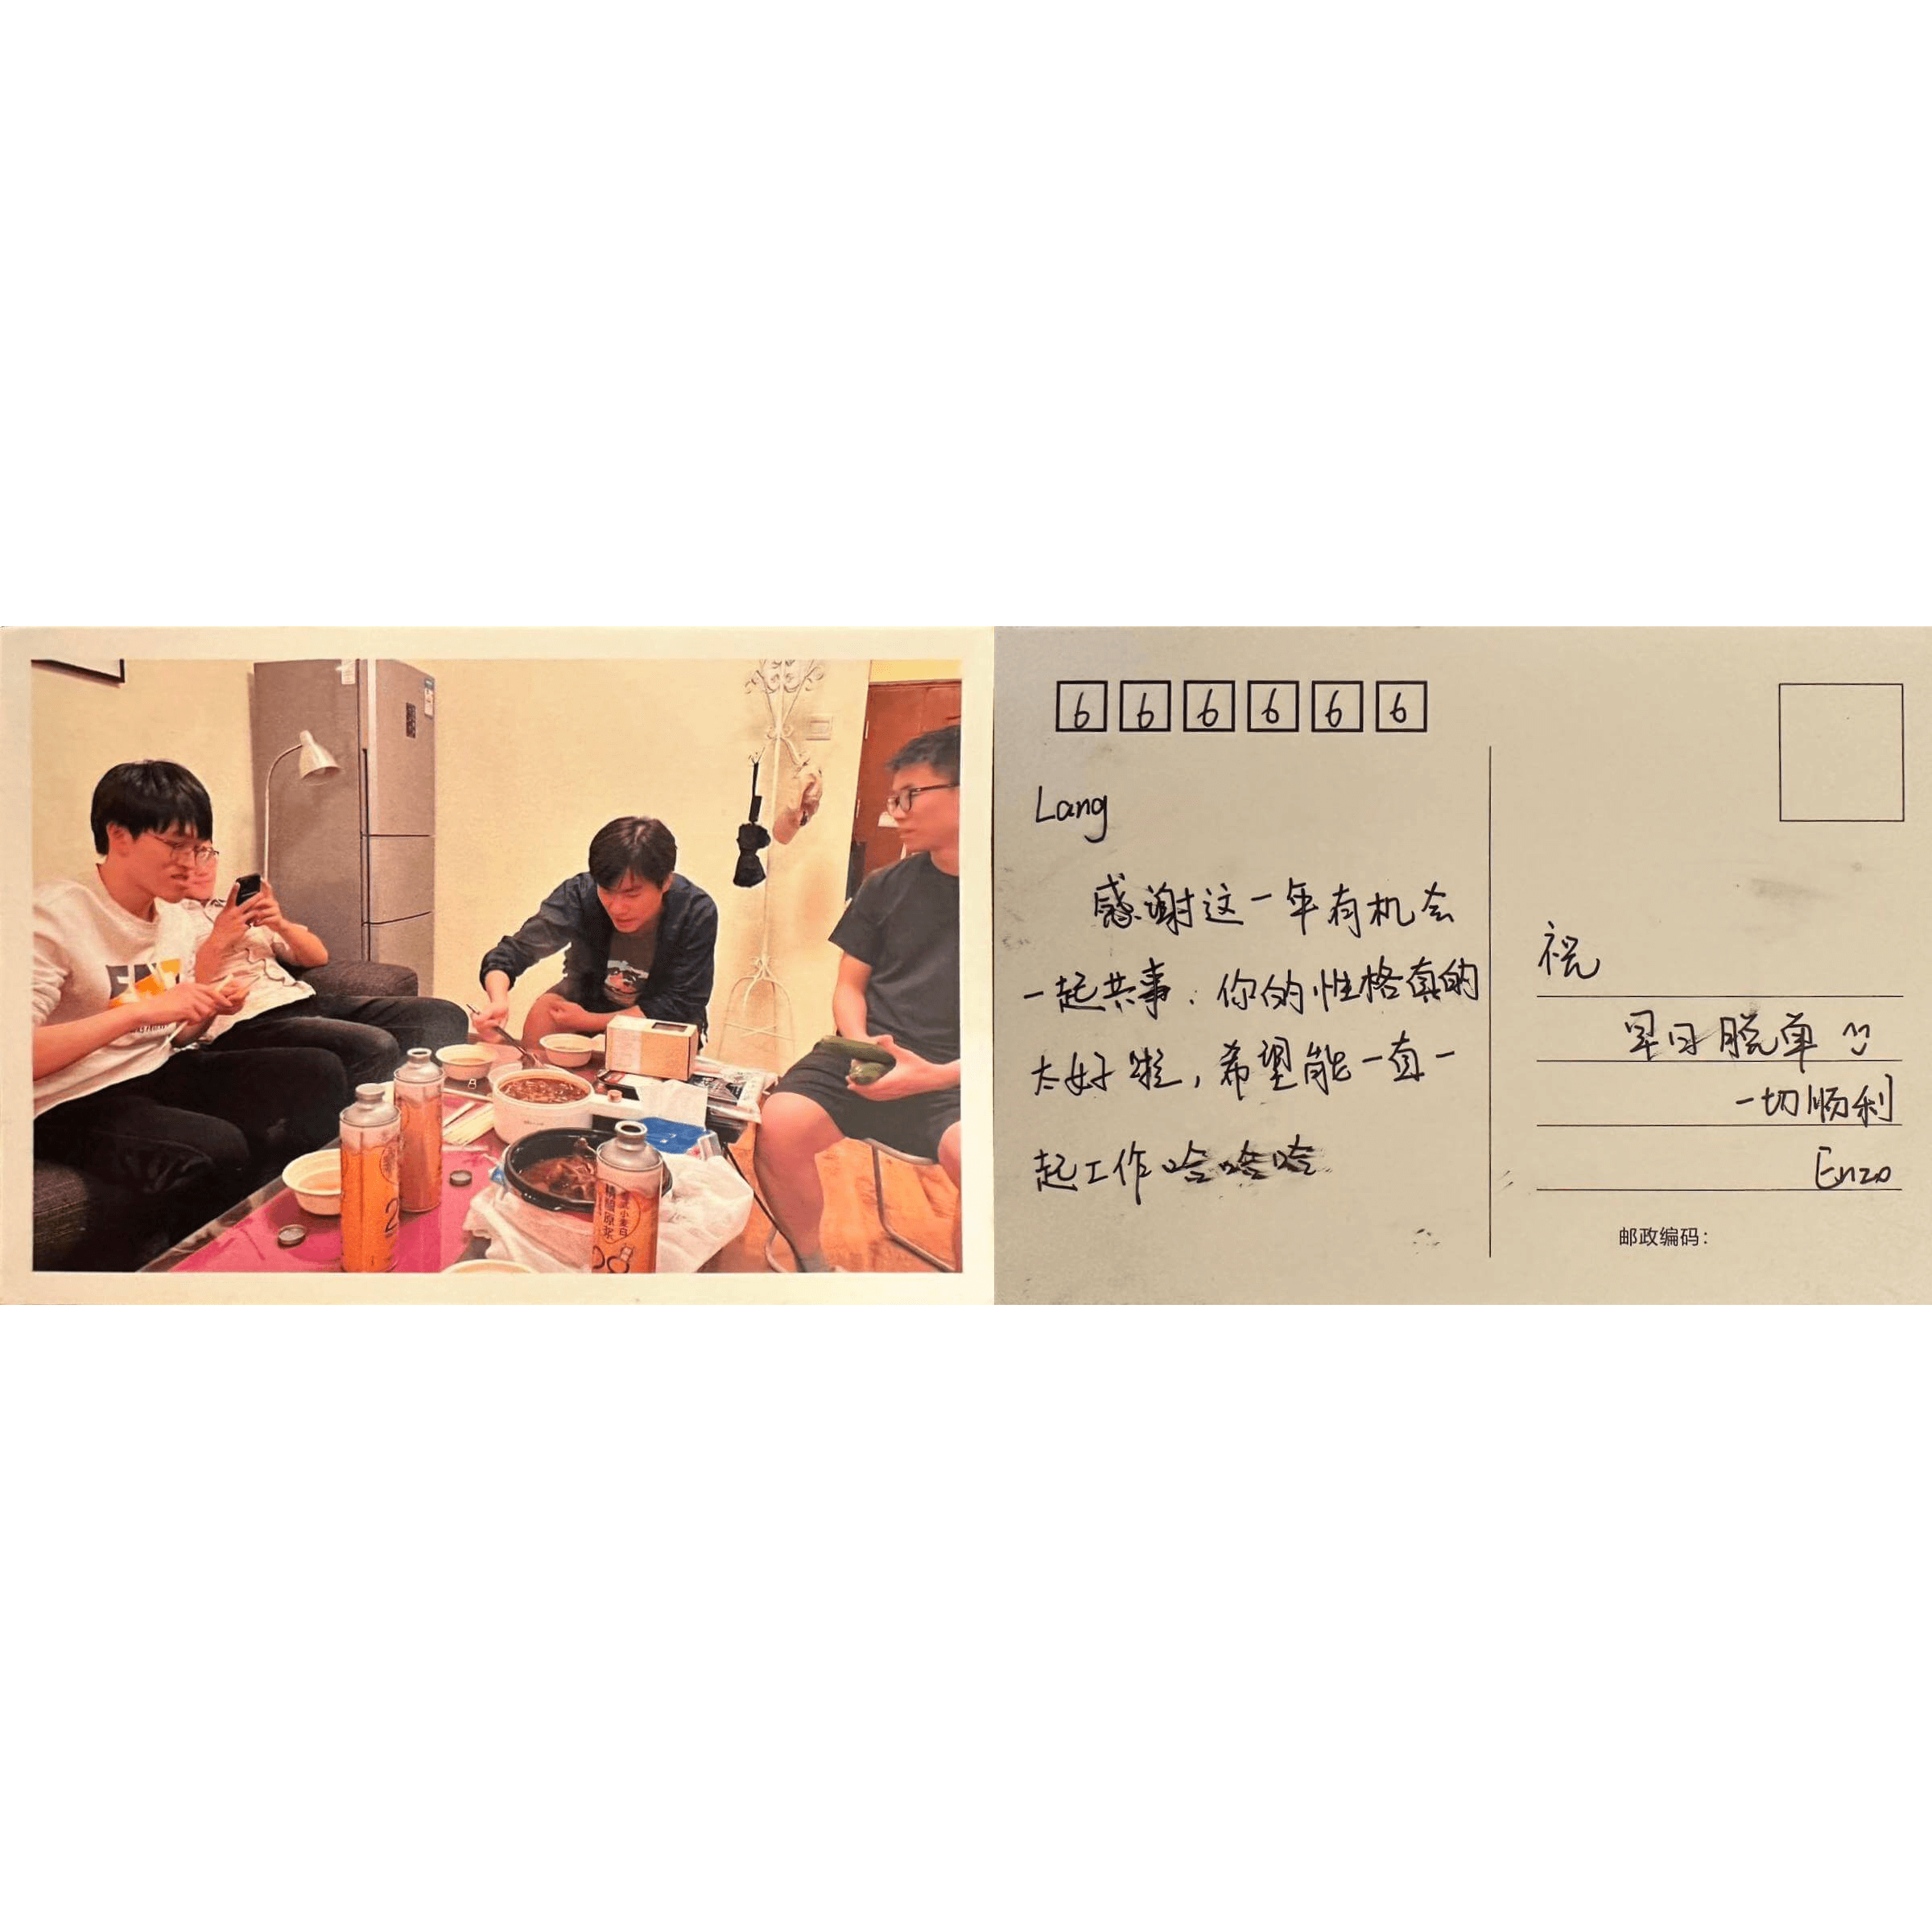 ENZ
2
精酿原浆
小麦白
6 6 6 6 6 6
Lang
感谢这一年有机会
一起共事.你的性格真的
太好啦,希望能一直一
起工作哈哈哈
祝
早日脱单
一切顺利
Enzo
邮政编码: